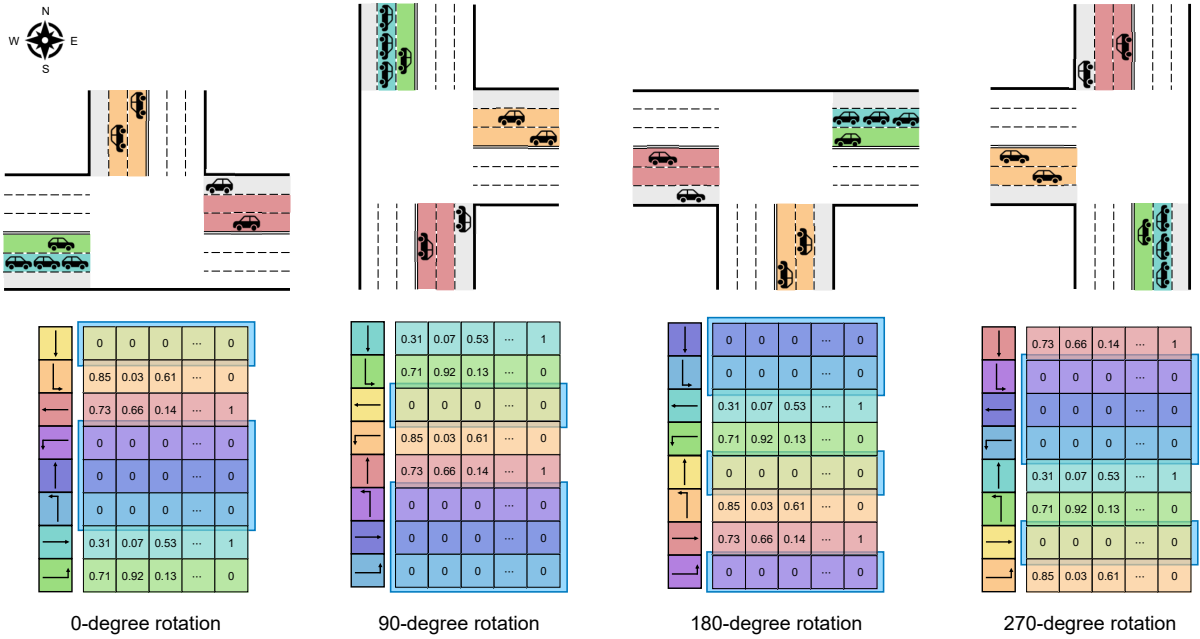 N
W E
S
0 0 0 ... 0
0.85 0.03 0.61 ... 0
0.73 0.66 0.14 ... 1
0 0 0 ... 0
0 0 0 ... 0
0 0 0 ... 0
0.31 0.07 0.53 ... 1
0.71 0.92 0.13 ... 0
0-degree rotation
0.31 0.07 0.53 ... 1
0.71 0.92 0.13 ... 0
0 0 0 ... 0
0.85 0.03 0.61 ... 0
0.73 0.66 0.14 ... 1
0 0 0 ... 0
0 0 0 ... 0
0 0 0 ... 0
90-degree rotation
0 0 0 ... 0
0 0 0 ... 0
0.31 0.07 0.53 ... 1
0.71 0.92 0.13 ... 0
0 0 0 ... 0
0.85 0.03 0.61 ... 0
0.73 0.66 0.14 ... 1
0 0 0 ... 0
180-degree rotation
0.73 0.66 0.14 ... 1
0 0 0 ... 0
0 0 0 ... 0
0 0 0 ... 0
0.31 0.07 0.53 ... 1
0.71 0.92 0.13 ... 0
0 0 0 ... 0
0.85 0.03 0.61 ... 0
270-degree rotation